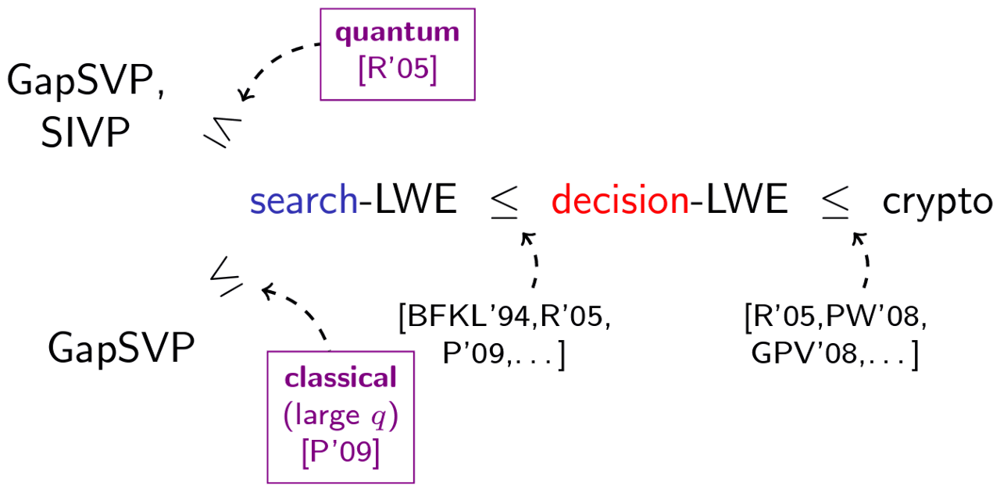 quantum
[R'05]
GapSVP,
SIVP
≤
search-LWE ≤ decision-LWE ≤ crypto
≤
GapSVP
classical
(large q)
[P'09]
[BFKL'94,R'05,
P'09,...]
[R'05,PW'08,
GPV'08,...]